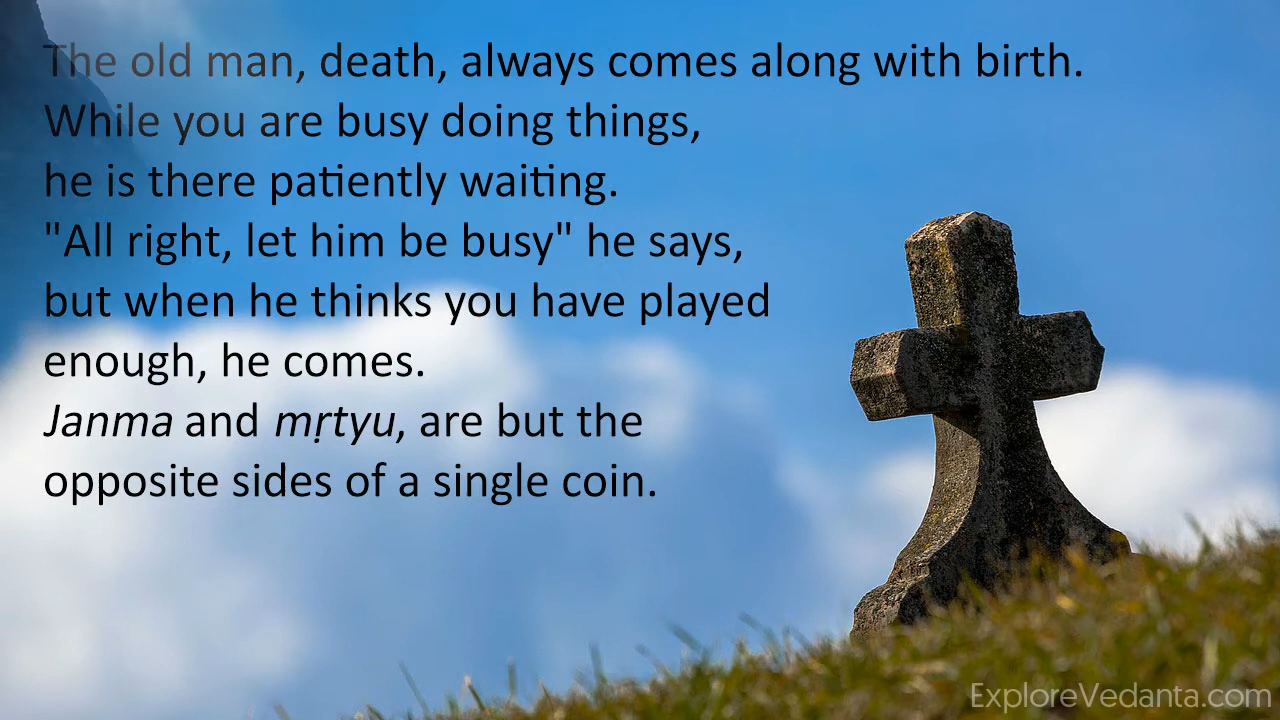 The old man, death, always comes along with birth.
While you are busy doing things,
he is there patiently waiting.
"All right, let him be busy" he says,
but when he thinks you have played
enough, he comes.
Janma and mṛtyu, are but the
opposite sides of a single coin.
ExploreVedanta.com